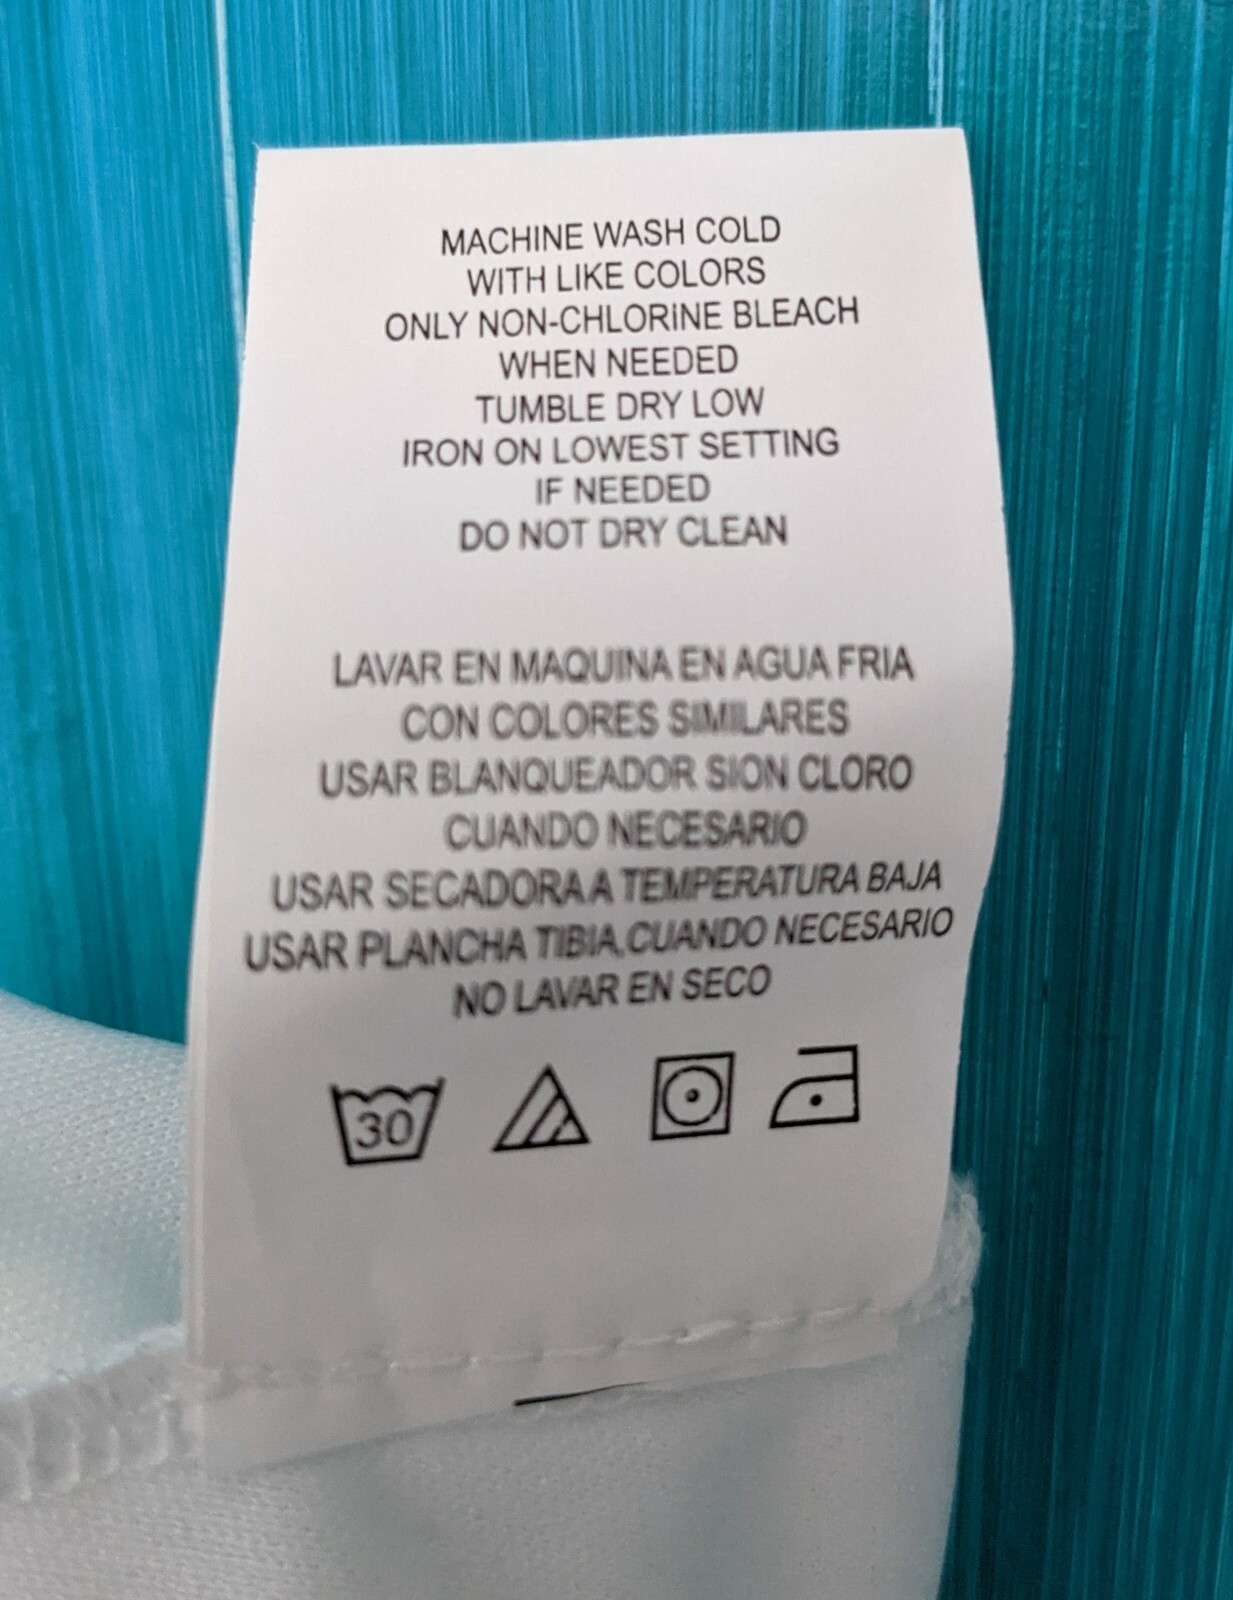 MACHINE WASH COLD
WITH LIKE COLORS
ONLY NON-CHLORINE BLEACH
WHEN NEEDED
TUMBLE DRY LOW
IRON ON LOWEST SETTING
IF NEEDED
DO NOT DRY CLEAN
LAVAR EN MAQUINA EN AGUA FRIA
CON COLORES SIMILARES
USAR BLANQUEADOR SION CLORO
CUANDO NECESARIO
USAR SECADORA A TEMPERATURA BAJA
USAR PLANCHA TIBIA,CUANDO NECESARIO
NO LAVAR EN SECO
30